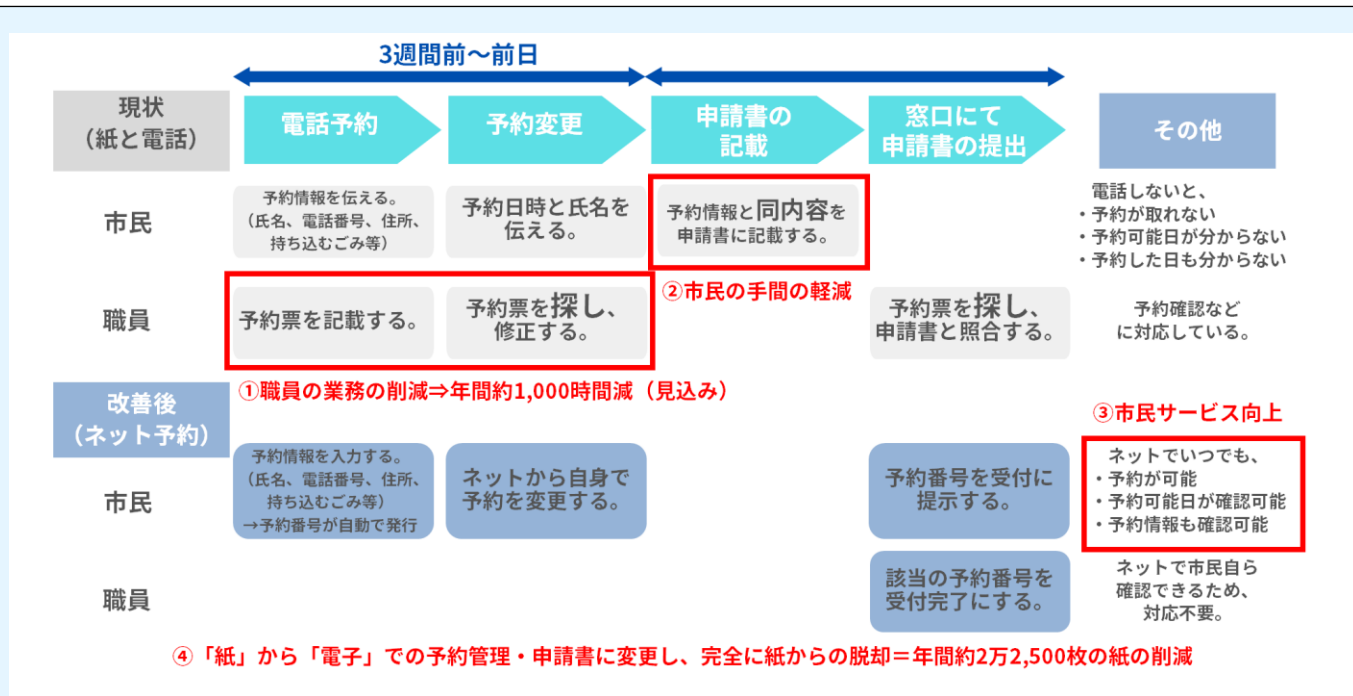 3週間前～前日
現状
（紙と電話）
電話予約
予約変更
申請書の
記載
窓口にて
申請書の提出
その他
市民
予約情報を伝える。
（氏名、電話番号、住所、
持ち込むごみ等）
予約日時と氏名を
伝える。
予約情報と同内容を
申請書に記載する。
電話しないと、
・予約が取れない
・予約可能日が分からない
・予約した日も分からない
②市民の手間の軽減
職員
予約票を記載する。
予約票を探し、
修正する。
予約票を探し、
申請書と照合する。
予約確認など
に対応している。
①職員の業務の削減⇒年間約1,000時間減（見込み）
改善後
（ネット予約）
③市民サービス向上
市民
予約情報を入力する。
（氏名、電話番号、住所、
持ち込むごみ等）
→予約番号が自動で発行
ネットから自身で
予約を変更する。
予約番号を受付に
提示する。
ネットでいつでも、
・予約が可能
・予約可能日が確認可能
・予約情報も確認可能
職員
該当の予約番号を
受付完了にする。
ネットで市民自ら
確認できるため、
対応不要。
④「紙」から「電子」での予約管理・申請書に変更し、完全に紙からの脱却＝年間約2万2,500枚の紙の削減